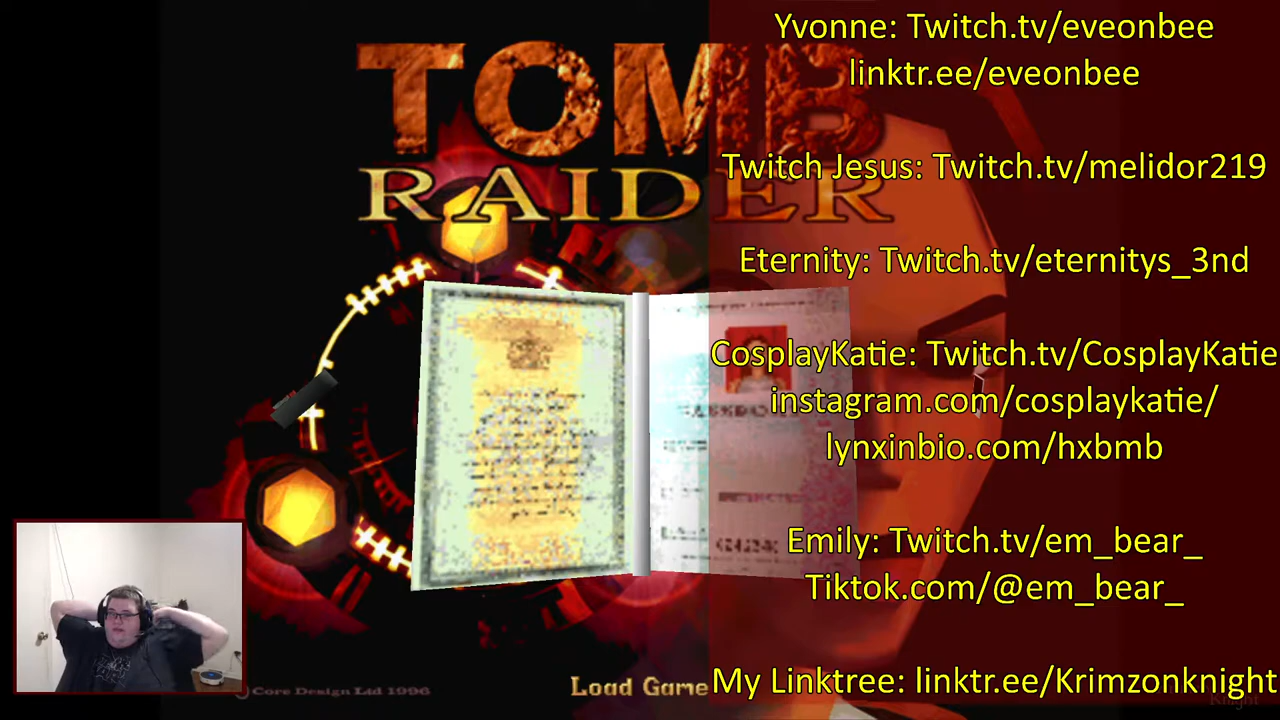 TOMB
RAIDER
Yvonne: Twitch.tv/eveonbee
linktr.ee/eveonbee
Twitch Jesus: Twitch.tv/melidor219
Eternity: Twitch.tv/eternitys_3nd
CosplayKatie: Twitch.tv/CosplayKatie
instagram.com/cosplaykatie/
lynxinbio.com/hxbmb
Emily: Twitch.tv/em_bear_
Tiktok.com/@em_bear_
My Linktree: linktr.ee/Krimzonknight
Load Game
© Core Design Ltd 1996